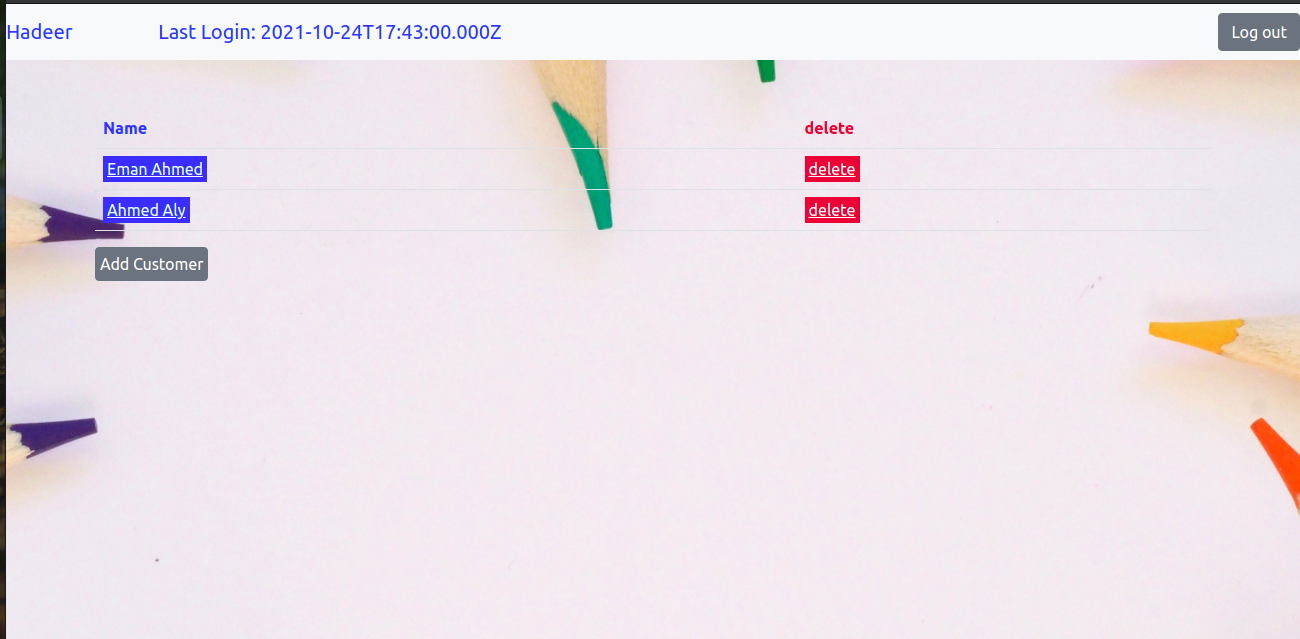 Hadeer Last Login: 2021-10-24T17:43:00.000Z Log out
Name delete
Eman Ahmed delete
Ahmed Aly delete
Add Customer